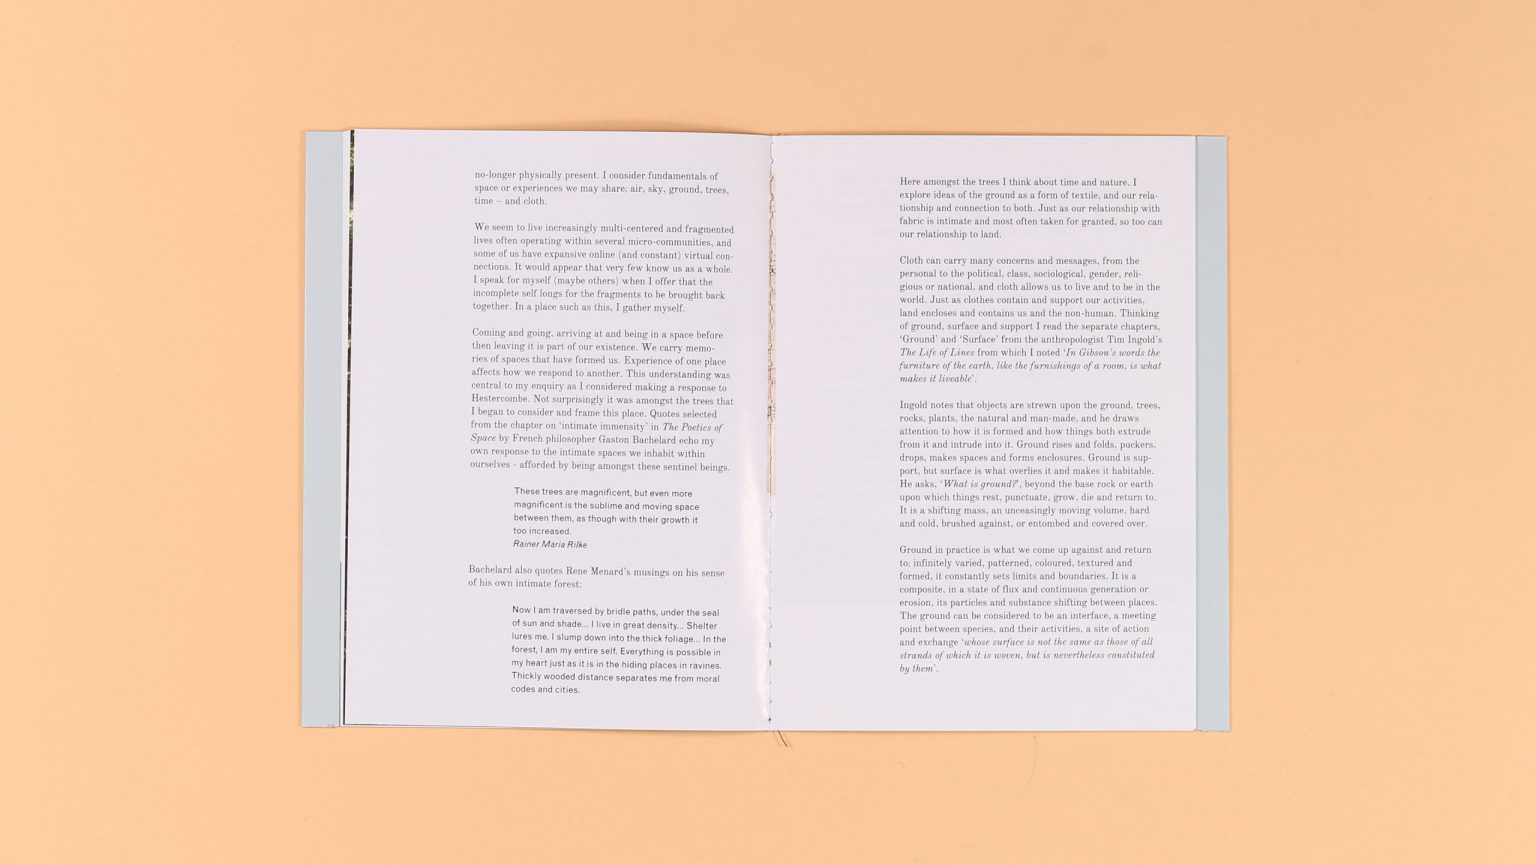 no-longer physically present. I consider fundamentals of
space or experiences we may share; air, sky, ground, trees,
time – and cloth.
We seem to live increasingly multi-centered and fragmented
lives often operating within several micro-communities, and
some of us have expansive online (and constant) virtual con-
nections. It would appear that very few know us as a whole.
I speak for myself (maybe others) when I offer that the
incomplete self longs for the fragments to be brought back
together. In a place such as this, I gather myself.
Coming and going, arriving at and being in a space before
then leaving it is part of our existence. We carry memo-
ries of spaces that have formed us. Experience of one place
affects how we respond to another. This understanding was
central to my enquiry as I considered making a response to
Hestercombe. Not surprisingly it was amongst the trees that
I began to consider and frame this place. Quotes selected
from the chapter on 'intimate immensity' in The Poetics of
Space by French philosopher Gaston Bachelard echo my
own response to the intimate spaces we inhabit within
ourselves - afforded by being amongst these sentinel beings.
These trees are magnificent, but even more
magnificent is the sublime and moving space
between them, as though with their growth it
too increased.
Rainer Maria Rilke
Bachelard also quotes Rene Menard's musings on his sense
of his own intimate forest:
Now I am traversed by bridle paths, under the seal
of sun and shade... I live in great density... Shelter
lures me. I slump down into the thick foliage... In the
forest, I am my entire self. Everything is possible in
my heart just as it is in the hiding places in ravines.
Thickly wooded distance separates me from moral
codes and cities.
Here amongst the trees I think about time and nature. I
explore ideas of the ground as a form of textile, and our rela-
tionship and connection to both. Just as our relationship with
fabric is intimate and most often taken for granted, so too can
our relationship to land.
Cloth can carry many concerns and messages, from the
personal to the political, class, sociological, gender, reli-
gious or national, and cloth allows us to live and to be in the
world. Just as clothes contain and support our activities,
land encloses and contains us and the non-human. Thinking
of ground, surface and support I read the separate chapters,
'Ground' and 'Surface' from the anthropologist Tim Ingold's
The Life of Lines from which I noted 'In Gibson's words the
furniture of the earth, like the furnishings of a room, is what
makes it liveable'.
Ingold notes that objects are strewn upon the ground, trees,
rocks, plants, the natural and man-made, and he draws
attention to how it is formed and how things both extrude
from it and intrude into it. Ground rises and folds, puckers,
drops, makes spaces and forms enclosures. Ground is sup-
port, but surface is what overlies it and makes it habitable.
He asks, 'What is ground?', beyond the base rock or earth
upon which things rest, punctuate, grow, die and return to.
It is a shifting mass, an unceasingly moving volume, hard
and cold, brushed against, or entombed and covered over.
Ground in practice is what we come up against and return
to; infinitely varied, patterned, coloured, textured and
formed, it constantly sets limits and boundaries. It is a
composite, in a state of flux and continuous generation or
erosion, its particles and substance shifting between places.
The ground can be considered to be an interface, a meeting
point between species, and their activities, a site of action
and exchange 'whose surface is not the same as those of all
strands of which it is woven, but is nevertheless constituted
by them'.